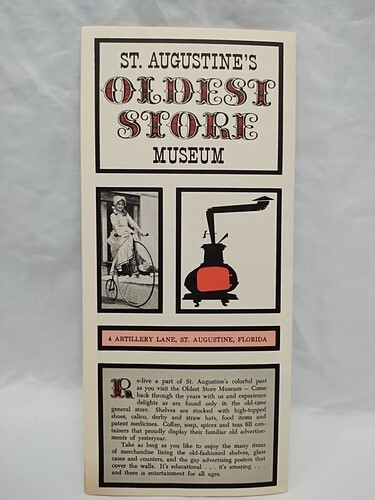 ST. AUGUSTINE'S
OLDEST
STORE
MUSEUM
4 ARTILLERY LANE, ST. AUGUSTINE, FLORIDA
Re-live a part of St. Augustine's colorful past
as you visit the Oldest Store Museum — Come
back through the years with us and experience
delights as are found only in the old-time
general store. Shelves are stocked with high-topped
shoes, calico, derby and straw hats, food items and
patent medicines. Coffee, soap, spices and teas fill con-
tainers that proudly display their familiar old advertise-
ments of yesteryear.
Take as long as you like to enjoy the many items
of merchandise lining the old-fashioned shelves, glass
cases and counters, and the gay advertising posters that
cover the walls. It's educational . . . it's amazing . . .
and there is entertainment for all ages.